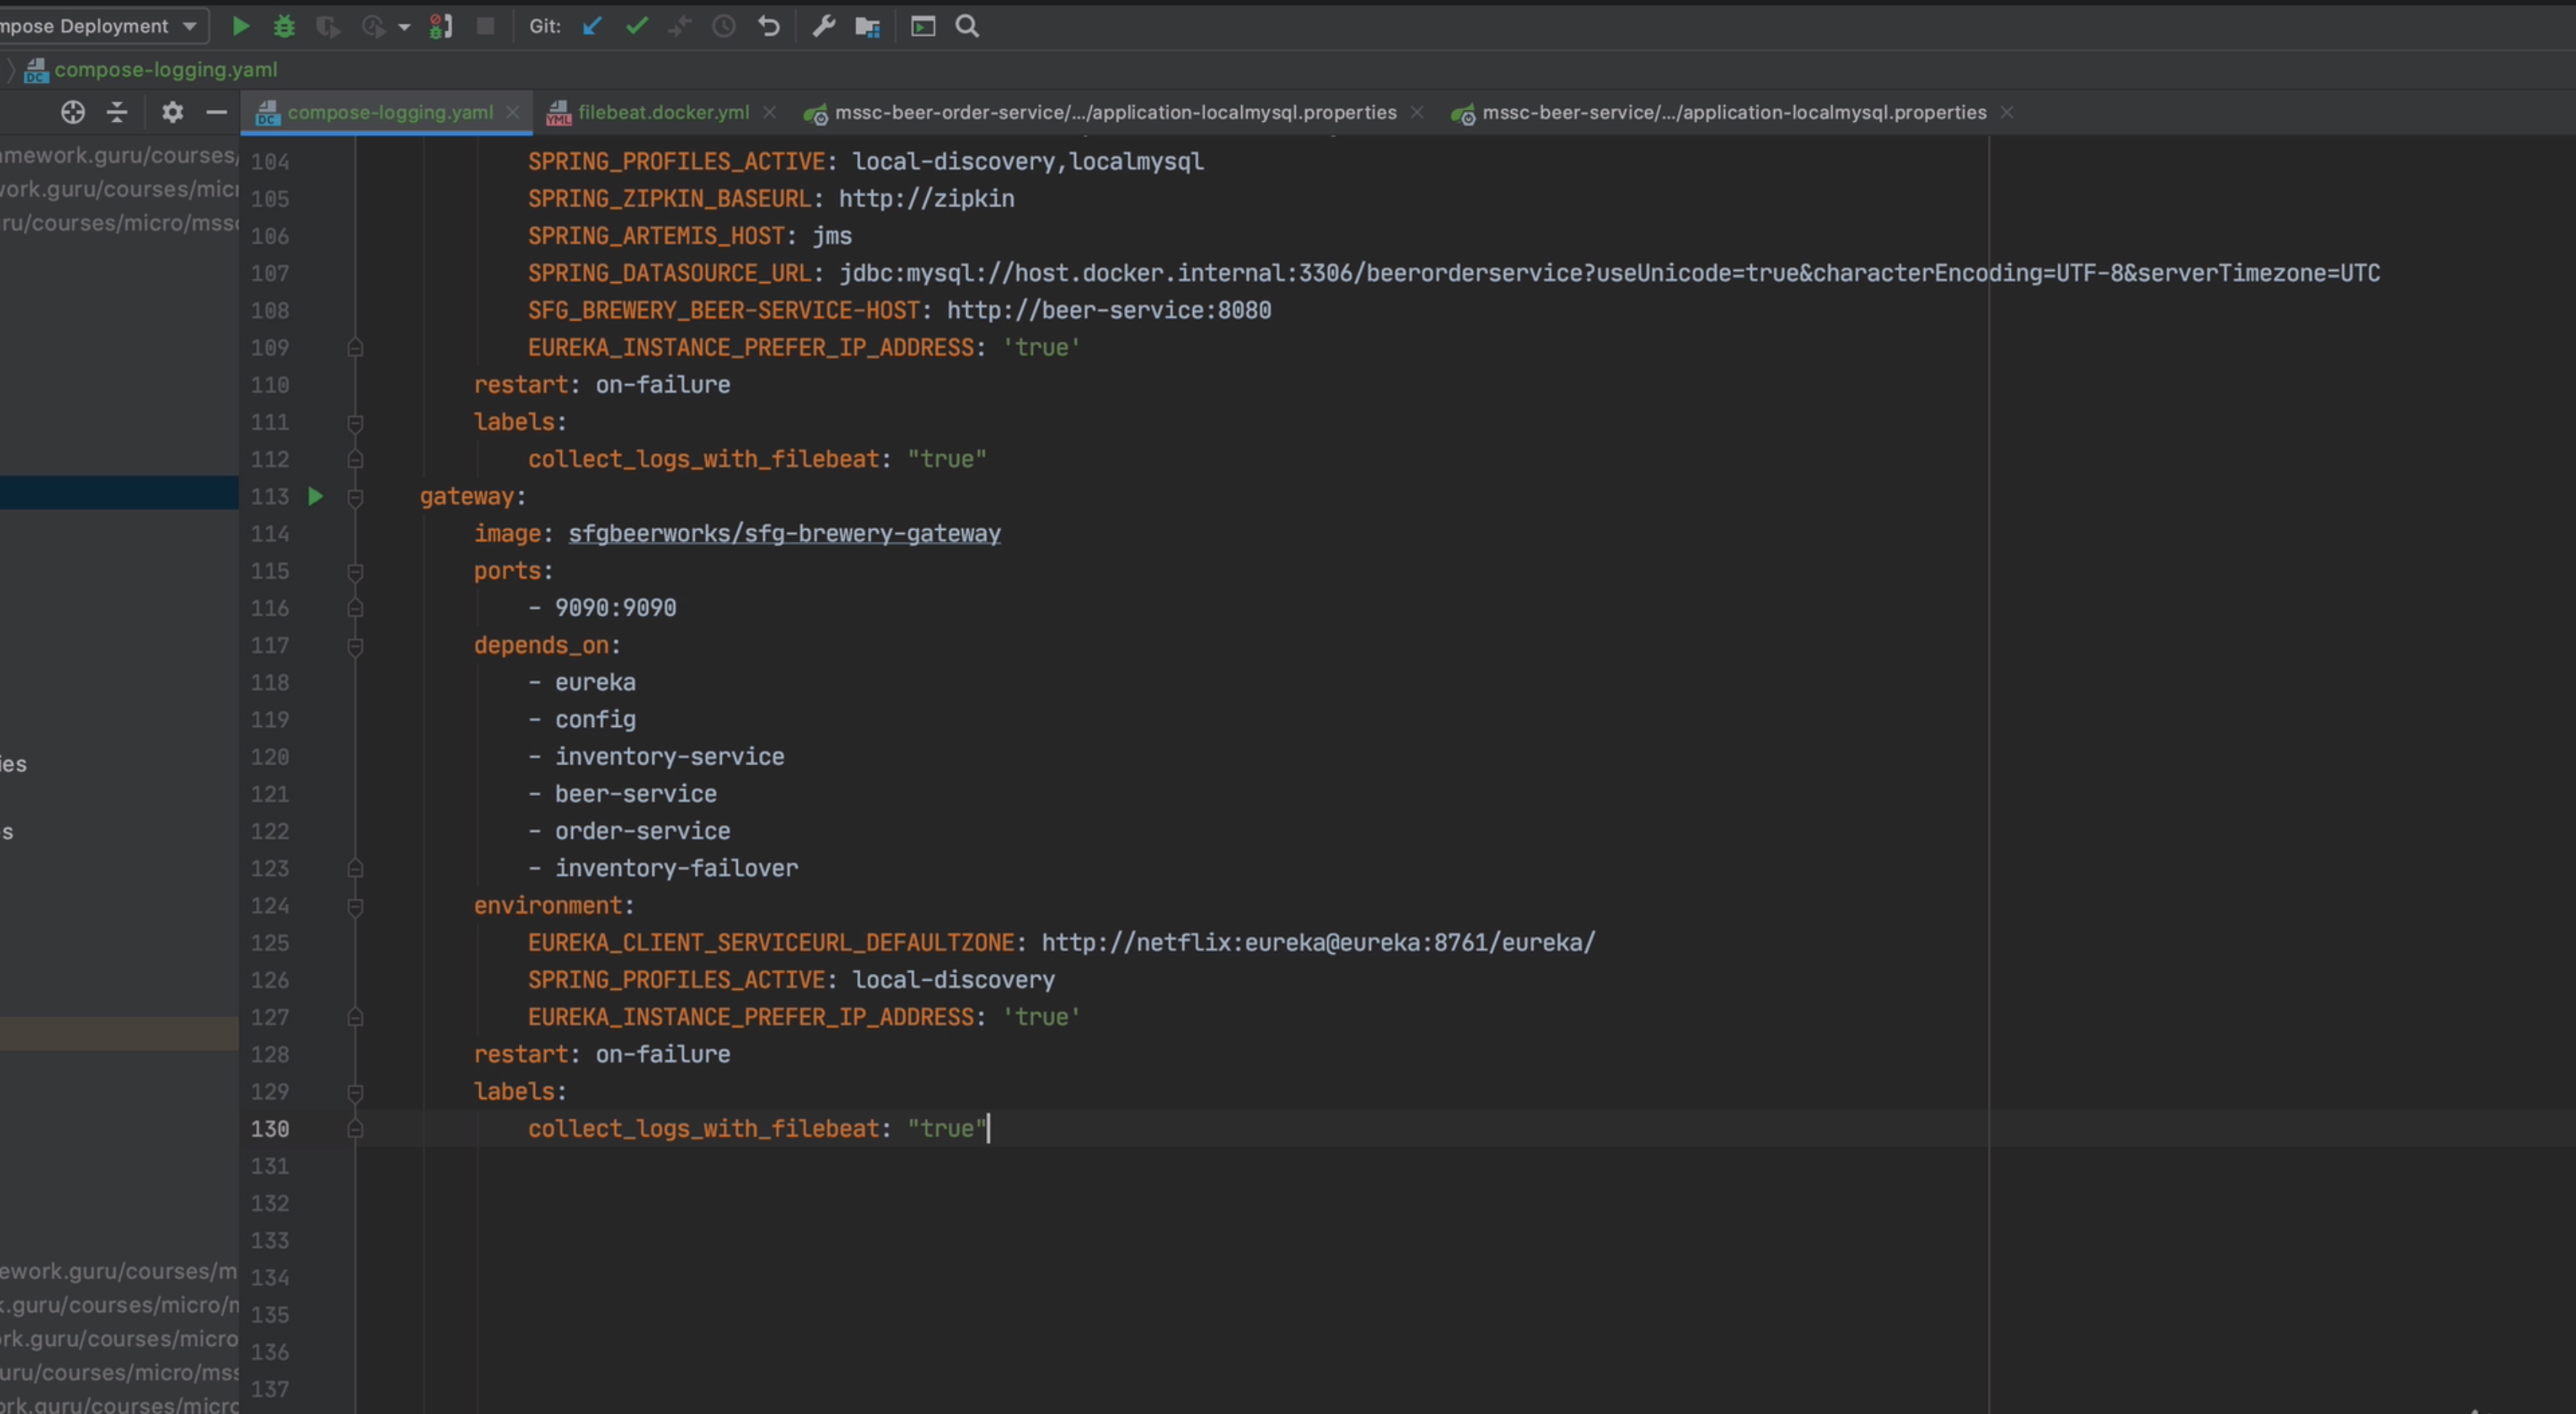 mpose Deployment
Git:
compose-logging.yaml
compose-logging.yaml
filebeat.docker.yml
mssc-beer-order-service/.../application-localmysql.properties
mssc-beer-service/.../application-localmysql.properties
amework.guru/courses/
work.guru/courses/micr
ru/courses/micro/mss
ies
s
ework.guru/courses/m
k.guru/courses/micro/m
ork.guru/courses/micro
uru/courses/micro/mss
ork.guru/courses/micro
104 SPRING_PROFILES_ACTIVE: local-discovery,localmysql
105 SPRING_ZIPKIN_BASEURL: http://zipkin
106 SPRING_ARTEMIS_HOST: jms
107 SPRING_DATASOURCE_URL: jdbc:mysql://host.docker.internal:3306/beerorderservice?useUnicode=true&characterEncoding=UTF-8&serverTimezone=UTC
108 SFG_BREWERY_BEER-SERVICE-HOST: http://beer-service:8080
109 EUREKA_INSTANCE_PREFER_IP_ADDRESS: 'true'
110 restart: on-failure
111 labels:
112 collect_logs_with_filebeat: "true"
113 gateway:
114 image: sfgbeerworks/sfg-brewery-gateway
115 ports:
116 - 9090:9090
117 depends_on:
118 - eureka
119 - config
120 - inventory-service
121 - beer-service
122 - order-service
123 - inventory-failover
124 environment:
125 EUREKA_CLIENT_SERVICEURL_DEFAULTZONE: http://netflix:eureka@eureka:8761/eureka/
126 SPRING_PROFILES_ACTIVE: local-discovery
127 EUREKA_INSTANCE_PREFER_IP_ADDRESS: 'true'
128 restart: on-failure
129 labels:
130 collect_logs_with_filebeat: "true"
131
132
133
134
135
136
137